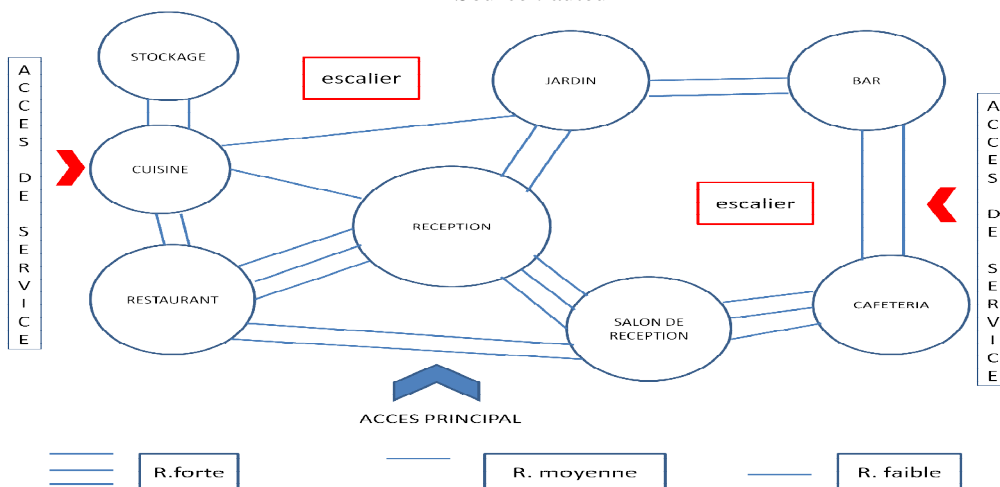 STOCKAGE
escalier
JARDIN
BAR
ACCES DE SERVICE
CUISINE
escalier
ACCES DE SERVICE
RECEPTION
RESTAURANT
SALON DE
RECEPTION
CAFETERIA
ACCES PRINCIPAL
R.forte
R. moyenne
R. faible